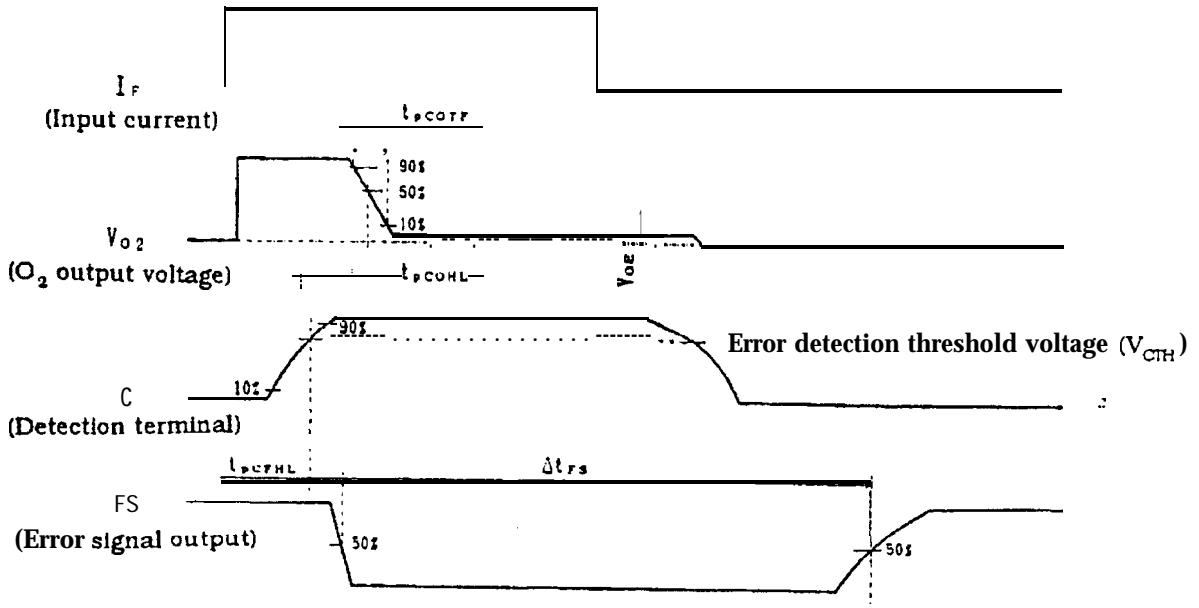 IF
(Input current)
tpCOTF
90%
50%
10%
VO2
(O2 output voltage)
tpCOHL
VOE
90%
Error detection threshold voltage (VCTH)
10%
C
(Detection terminal)
tpCFHL
ΔtFS
FS
(Error signal output)
50%
50%